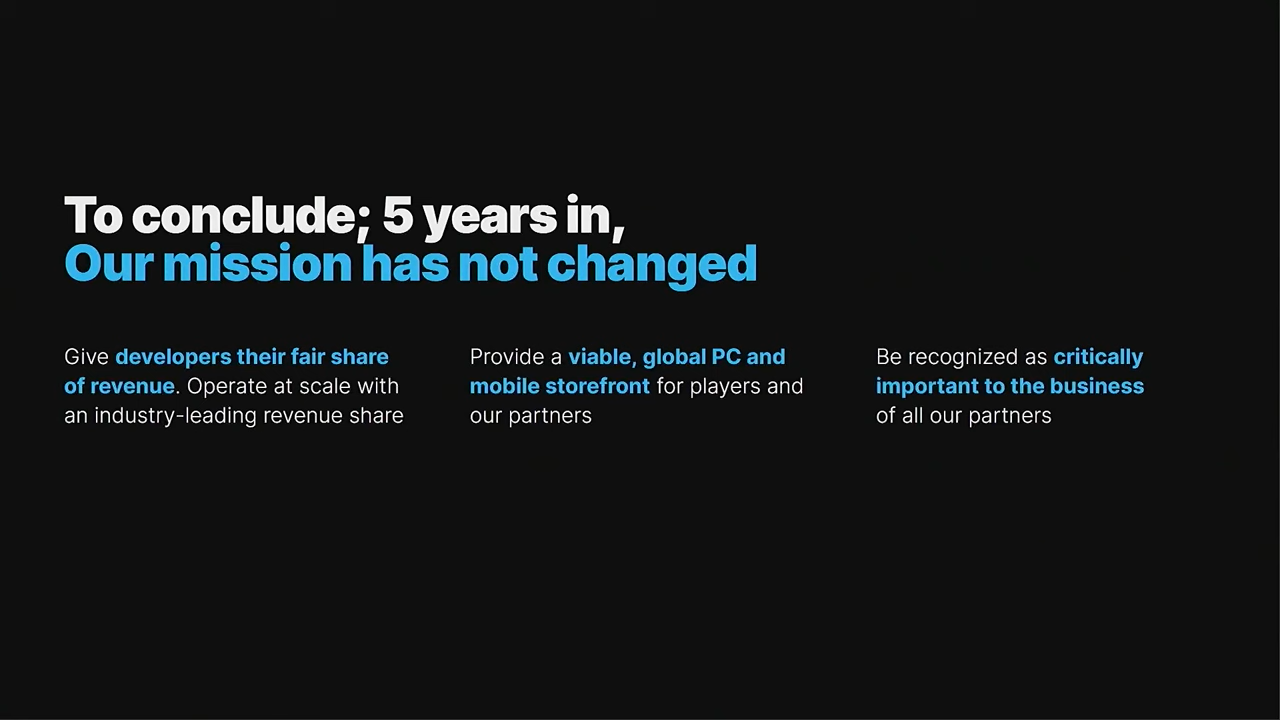 To conclude; 5 years in,
Our mission has not changed
Give developers their fair share
of revenue. Operate at scale with
an industry-leading revenue share
Provide a viable, global PC and
mobile storefront for players and
our partners
Be recognized as critically
important to the business
of all our partners